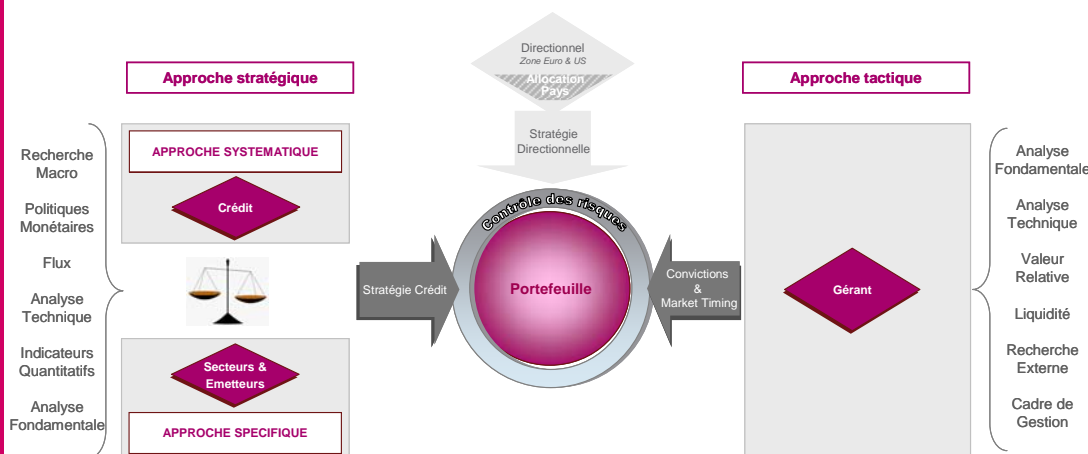 Directionnel
Zone Euro & US
Allocation
Pays
Stratégie
Directionnelle
Approche stratégique
Recherche
Macro
Politiques
Monétaires
Flux
Analyse
Technique
Indicateurs
Quantitatifs
Analyse
Fondamentale
APPROCHE SYSTEMATIQUE
Crédit
Secteurs &
Emetteurs
APPROCHE SPECIFIQUE
Stratégie Crédit
Contrôle des risques
Portefeuille
Convictions
&
Market Timing
Approche tactique
Gérant
Analyse
Fondamentale
Analyse
Technique
Valeur
Relative
Liquidité
Recherche
Externe
Cadre de
Gestion